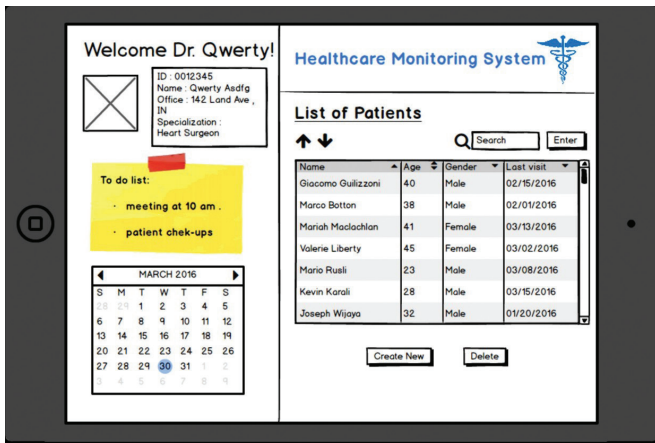 Welcome Dr. Qwerty!
ID : 0012345
Name : Qwerty Asdfg
Office : 142 Land Ave ,
IN
Specialization :
Heart Surgeon
To do list:
· meeting at 10 am .
· patient chek-ups
MARCH 2016
S M T W T F S
28 29 1 2 3 4 5
6 7 8 9 10 11 12
13 14 15 16 17 18 19
20 21 22 23 24 25 26
27 28 29 30 31 1 2
3 4 5 6 7 8 9
Healthcare Monitoring System
List of Patients
Search Enter
Name Age Gender Last visit
Giacomo Guilizzoni 40 Male 02/15/2016
Marco Botton 38 Male 02/01/2016
Mariah Maclachlan 41 Female 03/13/2016
Valerie Liberty 45 Female 03/02/2016
Mario Rusli 23 Male 03/08/2016
Kevin Karali 28 Male 03/15/2016
Joseph Wijaya 32 Male 01/20/2016
Create New Delete